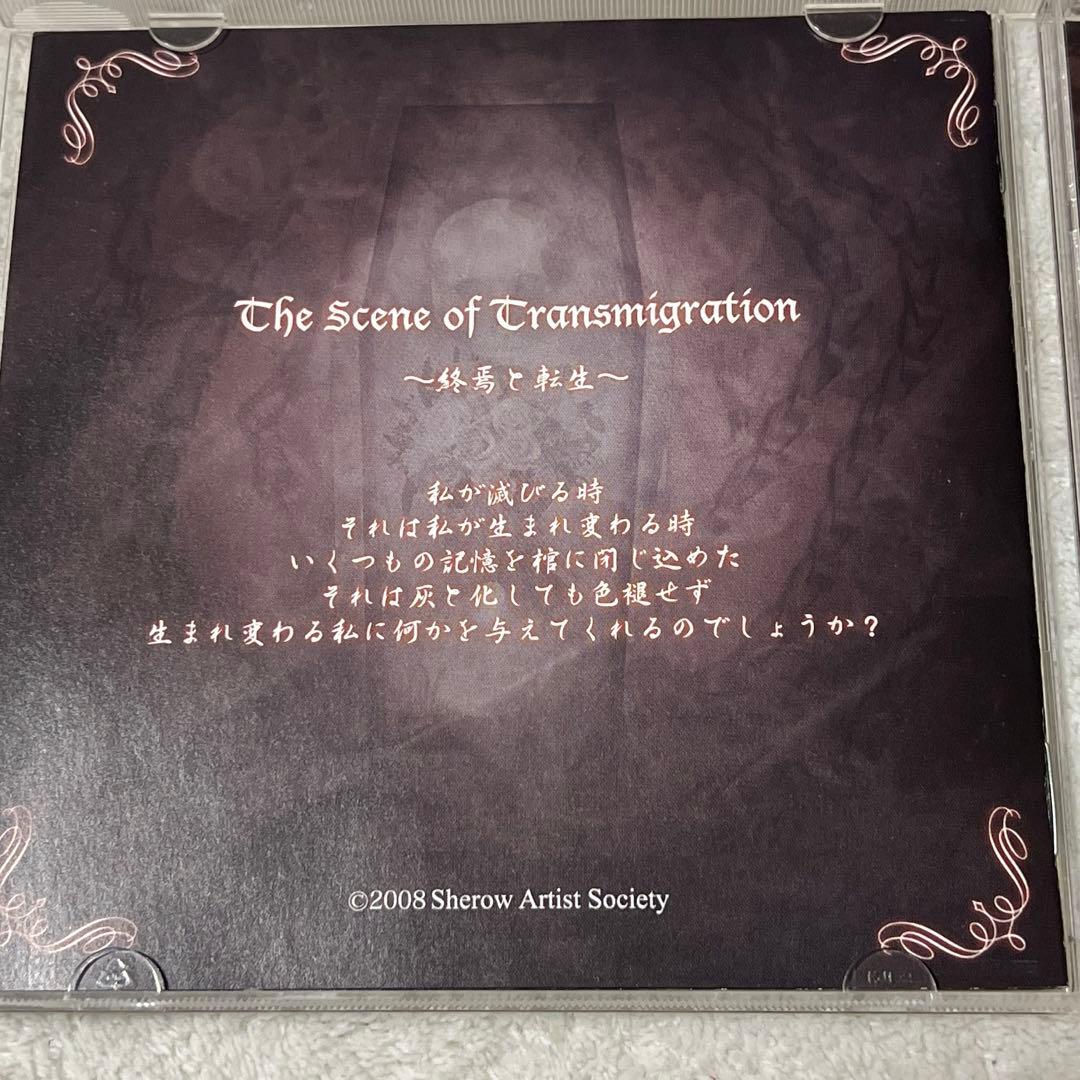 The Scene of Transmigration
～終焉と転生～
私が滅びる時
それは私が生まれ変わる時
いくつもの記憶を棺に閉じ込めた
それは灰と化しても色褪せず
生まれ変わる私に何かを与えてくれるのでしょうか？
©2008 Sherow Artist Society